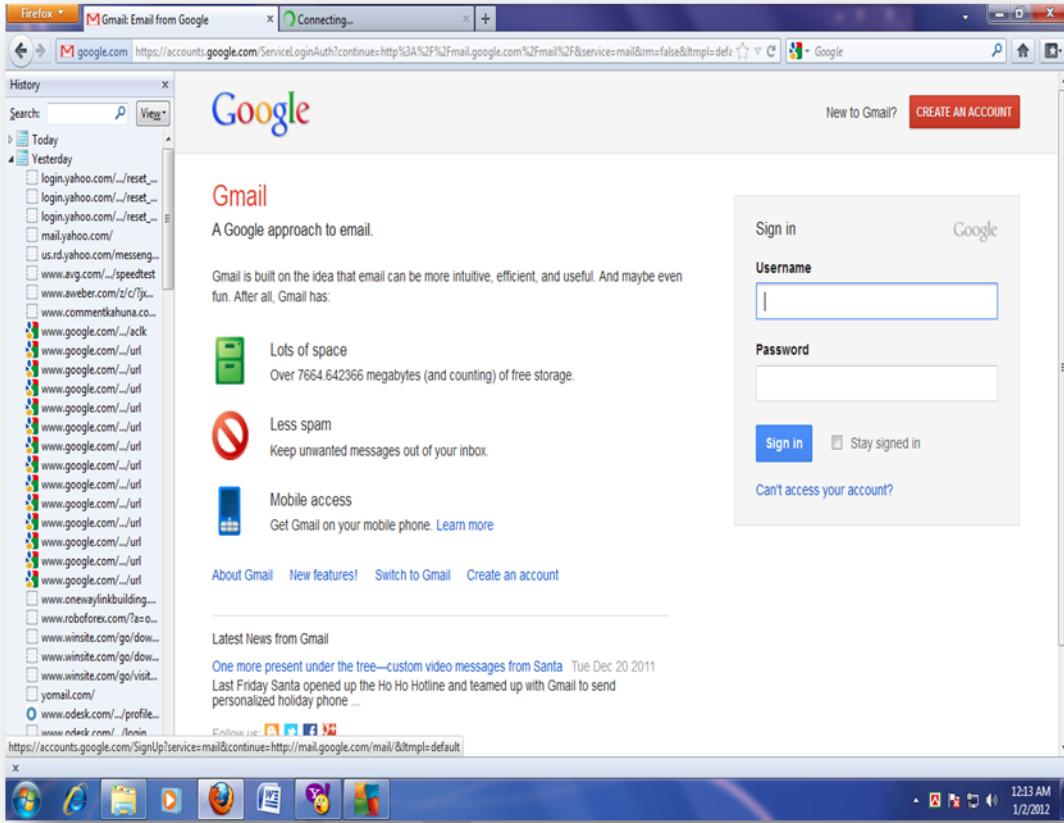 Firefox
Gmail: Email from Google x
Connecting... x
+
google.com https://accounts.google.com/ServiceLoginAuth?continue=http%3A%2F%2Fmail.google.com%2Fmail%2F&service=mail&rm=false&ltmpl=defa
Google
History x
Search: View
Today
Yesterday
login.yahoo.com/.../reset_...
login.yahoo.com/.../reset_...
login.yahoo.com/.../reset_...
mail.yahoo.com/
us.rd.yahoo.com/messeng...
www.avg.com/.../speedtest
www.aweber.com/z/c/?jx...
www.commentkahuna.co...
www.google.com/.../aclk
www.google.com/.../url
www.google.com/.../url
www.google.com/.../url
www.google.com/.../url
www.google.com/.../url
www.google.com/.../url
www.google.com/.../url
www.google.com/.../url
www.google.com/.../url
www.google.com/.../url
www.google.com/.../url
www.google.com/.../url
www.google.com/.../url
www.onewaylinkbuilding....
www.roboforex.com/?a=o...
www.winsite.com/go/dow...
www.winsite.com/go/dow...
www.winsite.com/go/visit...
yomail.com/
www.odesk.com/.../profile...
www.odesk.com/.../login
Google
New to Gmail? CREATE AN ACCOUNT
Gmail
A Google approach to email.
Gmail is built on the idea that email can be more intuitive, efficient, and useful. And maybe even
fun. After all, Gmail has:
Lots of space
Over 7664.642366 megabytes (and counting) of free storage.
Less spam
Keep unwanted messages out of your inbox.
Mobile access
Get Gmail on your mobile phone. Learn more
About Gmail New features! Switch to Gmail Create an account
Latest News from Gmail
One more present under the tree—custom video messages from Santa Tue Dec 20 2011
Last Friday Santa opened up the Ho Ho Hotline and teamed up with Gmail to send
personalized holiday phone ...
Follow us:
Sign in Google
Username
Password
Sign in Stay signed in
Can't access your account?
https://accounts.google.com/SignUp?service=mail&continue=http://mail.google.com/mail/&ltmpl=default
x
12:13 AM
1/2/2012